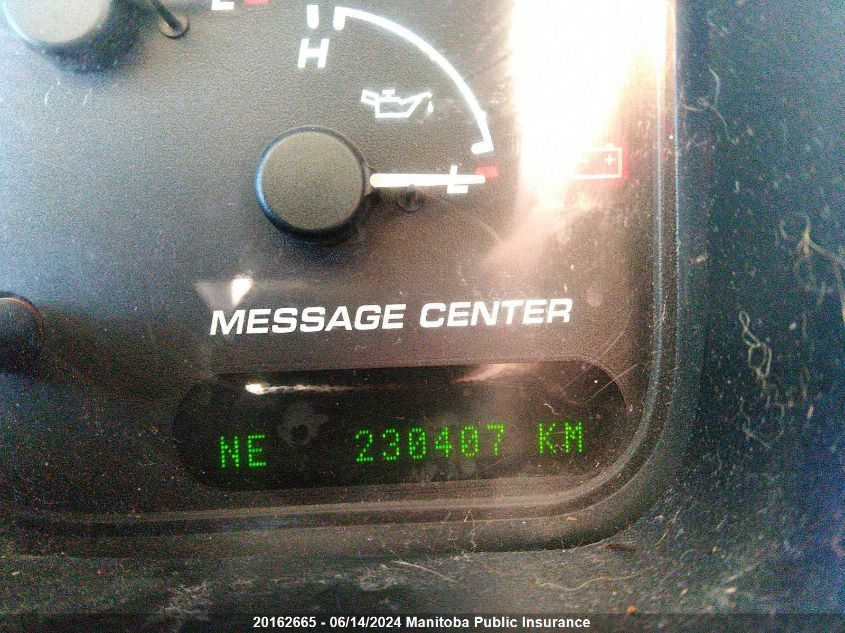 H
L
MESSAGE CENTER
NE 230407 KM
20162665 - 06/14/2024 Manitoba Public Insurance